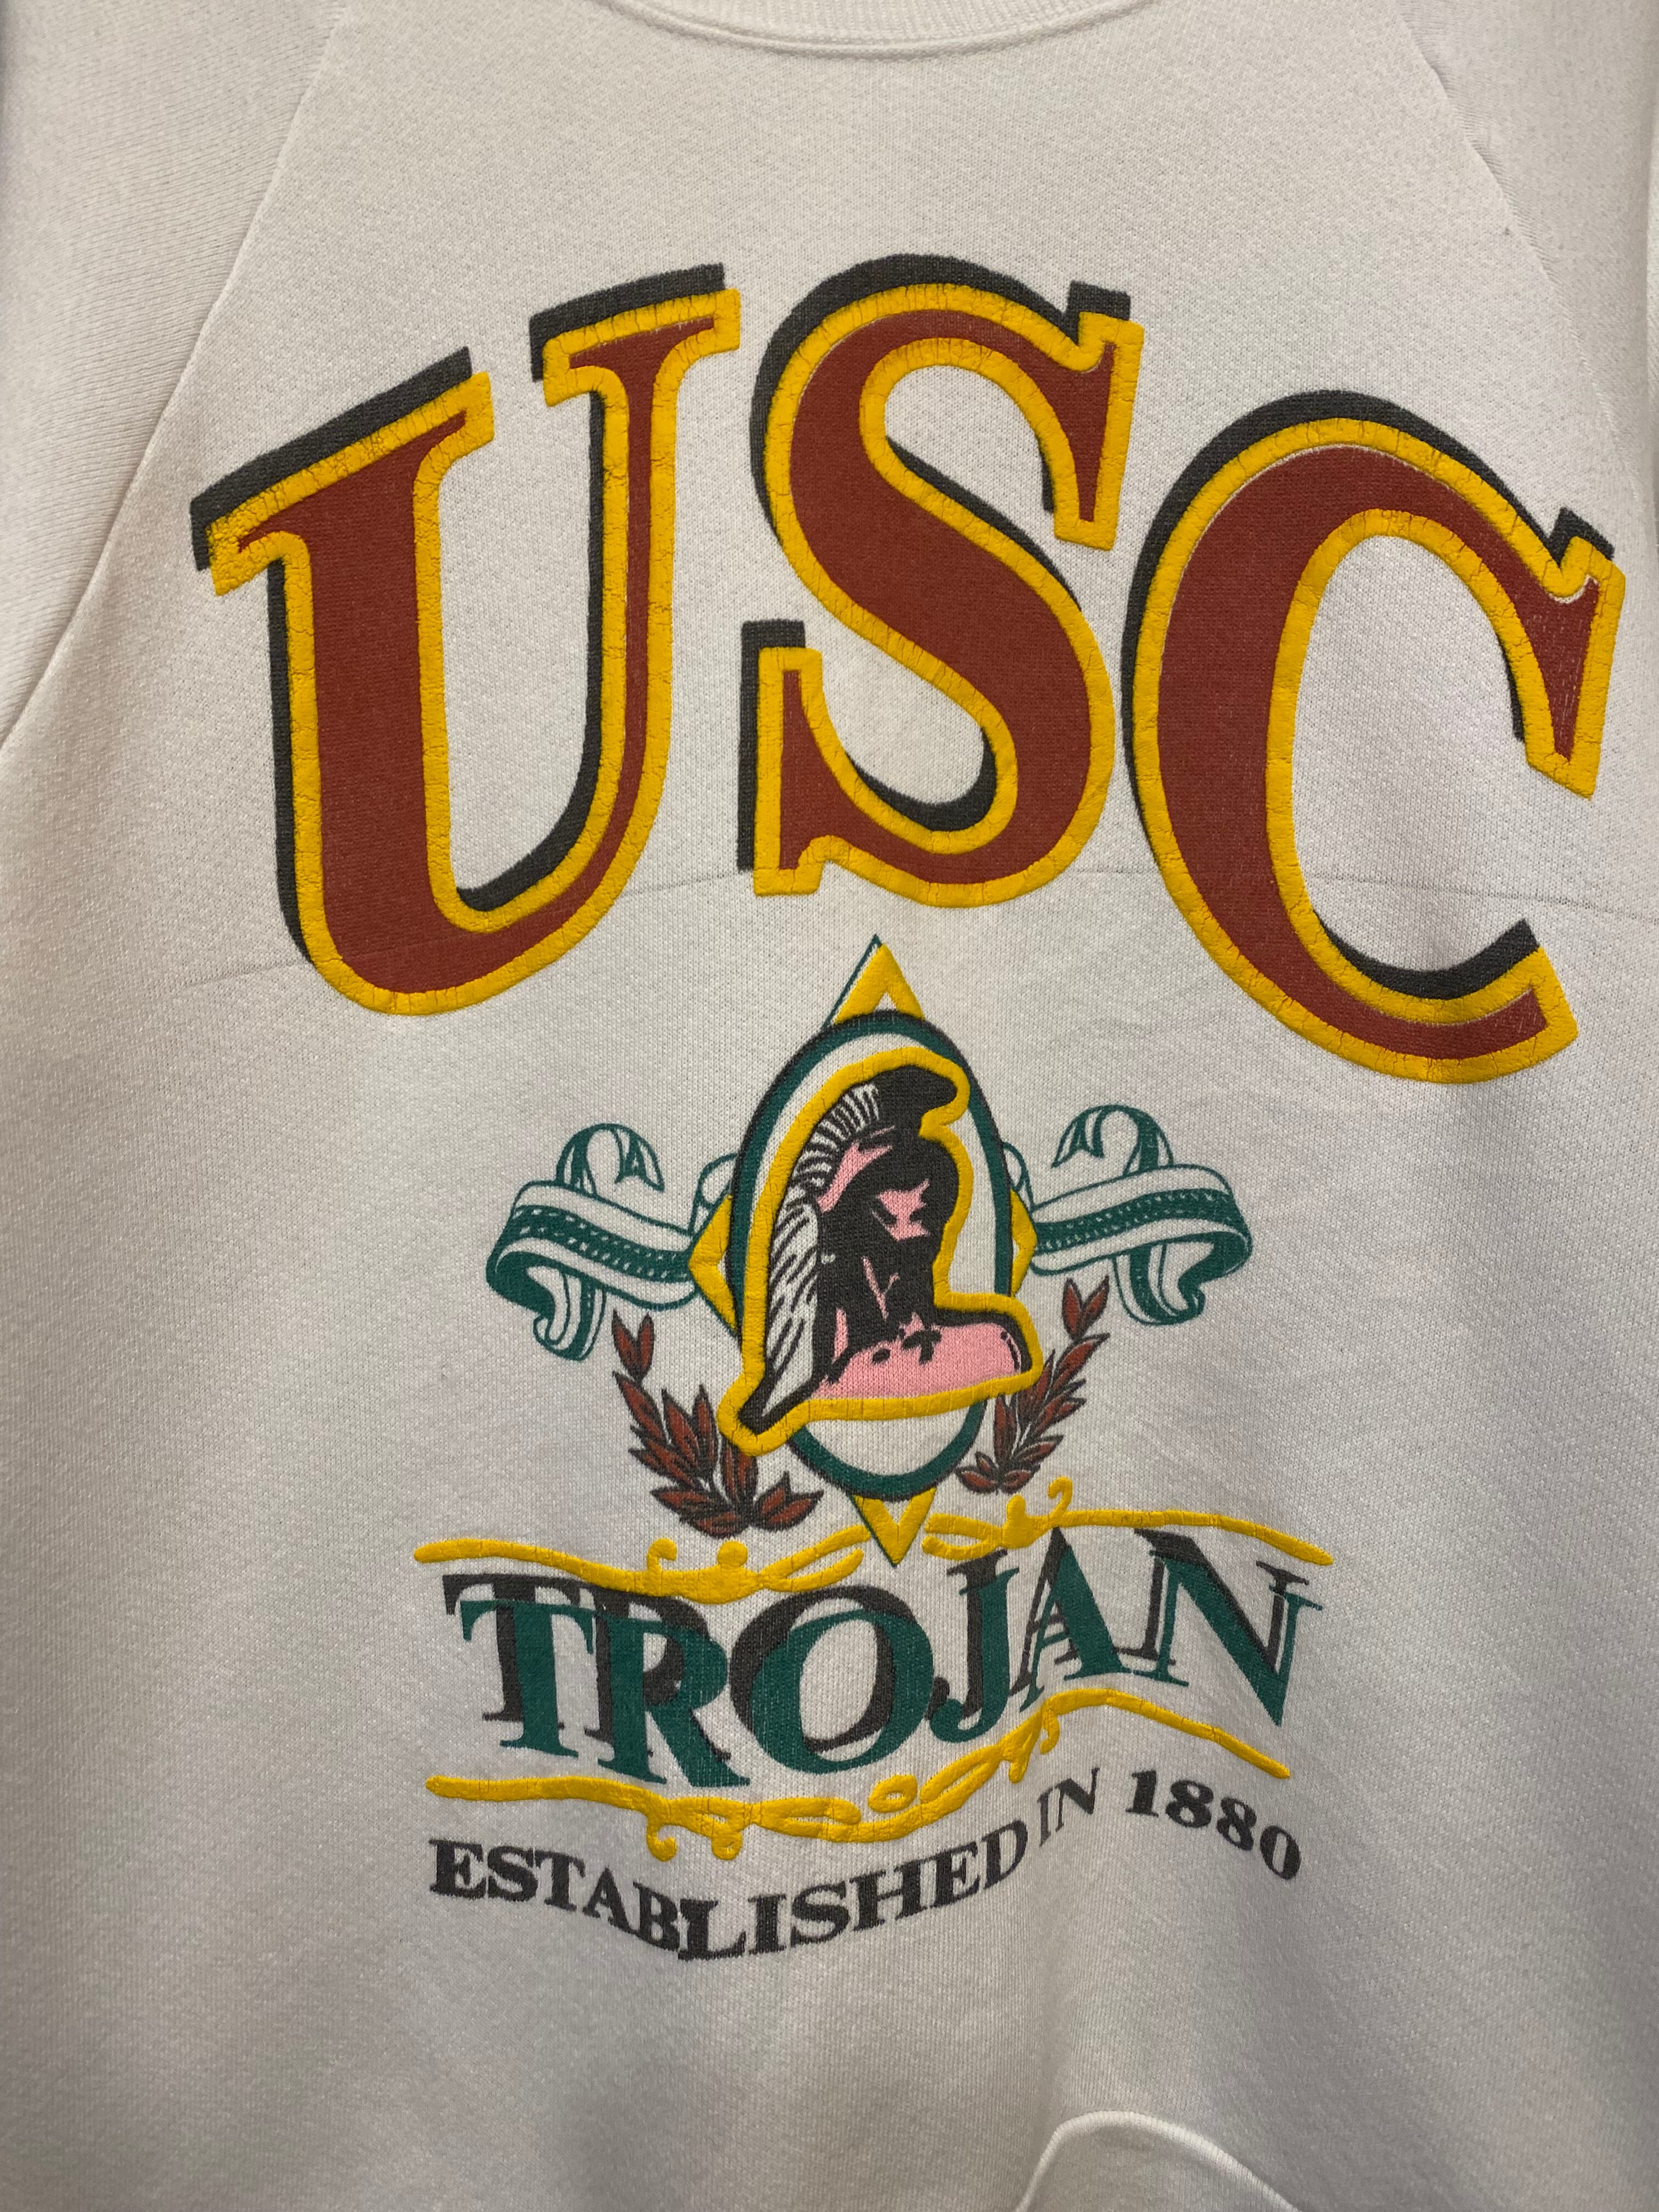 USC
TROJAN
ESTABLISHED IN 1880